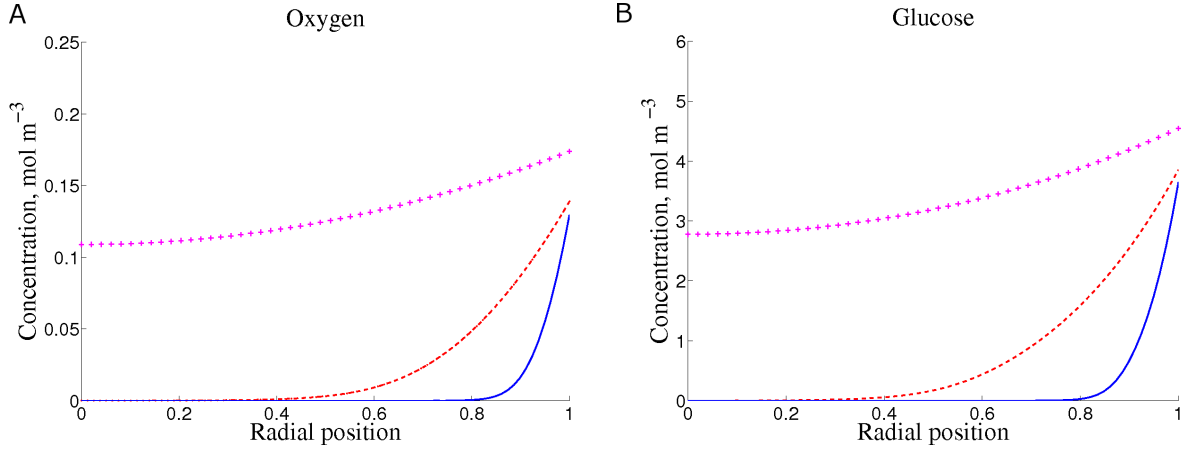 A
Oxygen
Concentration, mol m⁻³
0.25
0.2
0.15
0.1
0.05
0
0 0.2 0.4 0.6 0.8 1
Radial position
B
Glucose
Concentration, mol m⁻³
6
5
4
3
2
1
0
0 0.2 0.4 0.6 0.8 1
Radial position